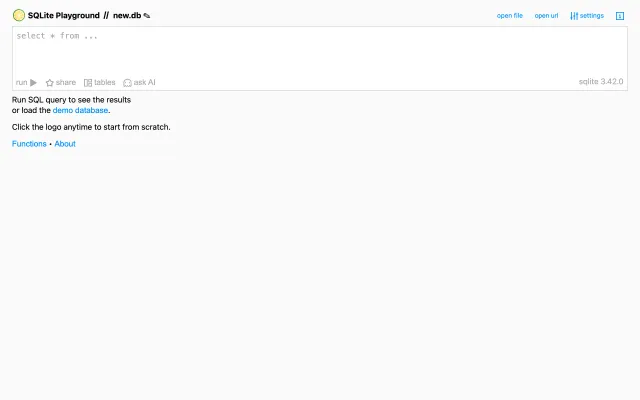 SQLite Playground // new.db ✎ open file open url settings
select * from ...
run ▶ share tables ask AI sqlite 3.42.0
Run SQL query to see the results
or load the demo database.
Click the logo anytime to start from scratch.
Functions • About